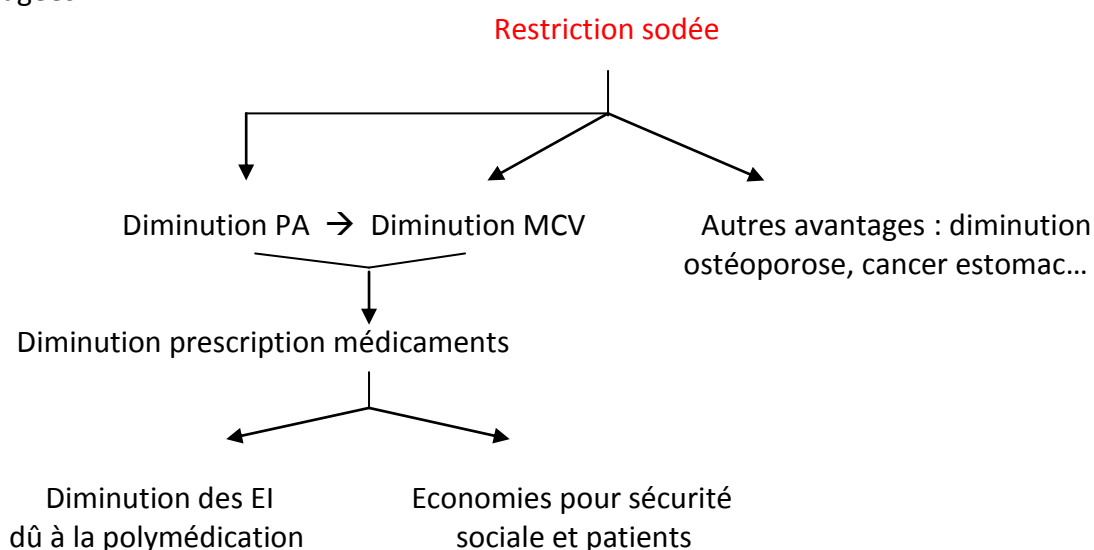 Restriction sodée
Diminution PA → Diminution MCV
Autres avantages : diminution
ostéoporose, cancer estomac…
Diminution prescription médicaments
Diminution des EI
dû à la polymédication
Economies pour sécurité
sociale et patients